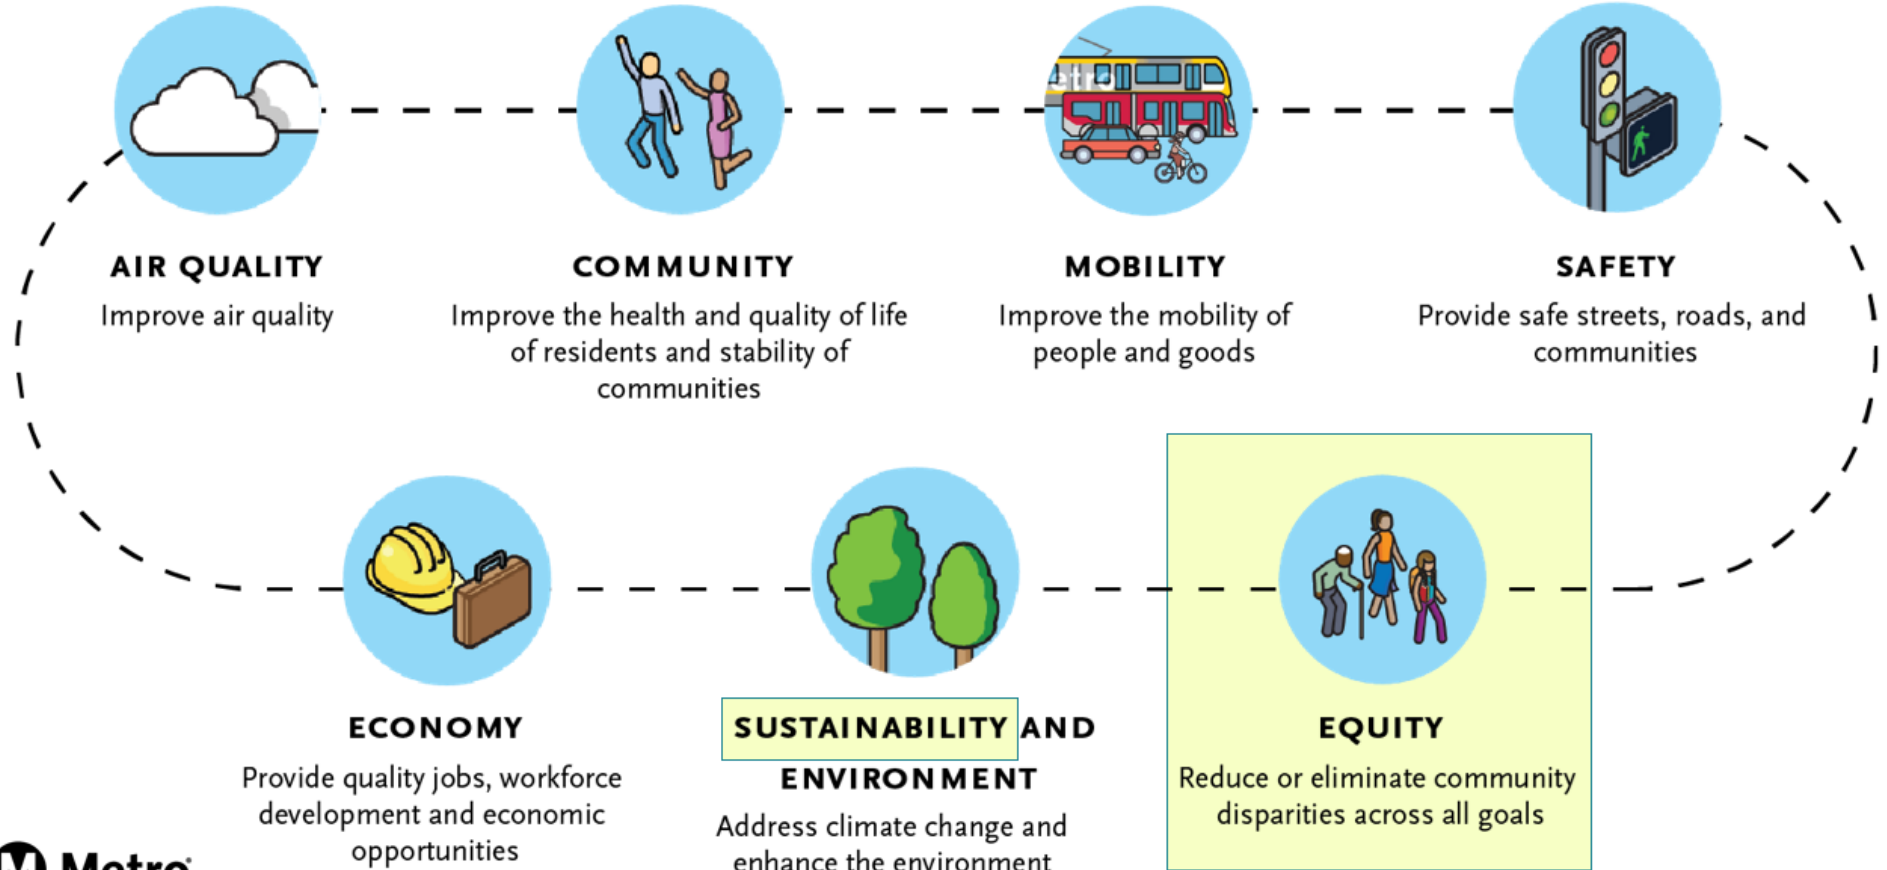 etro
AIR QUALITY
Improve air quality
COMMUNITY
Improve the health and quality of life
of residents and stability of
communities
MOBILITY
Improve the mobility of
people and goods
SAFETY
Provide safe streets, roads, and
communities
ECONOMY
Provide quality jobs, workforce
development and economic
opportunities
SUSTAINABILITY AND
ENVIRONMENT
Address climate change and
enhance the environment
EQUITY
Reduce or eliminate community
disparities across all goals
Metro